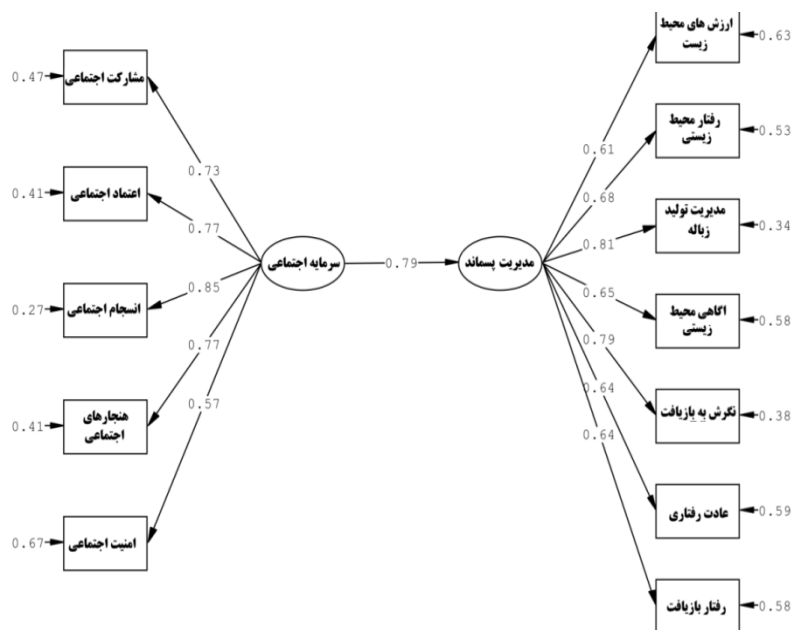 ارزش های محیط
زیست
0.63
0.47
مشارکت اجتماعی
رفتار محیط
زیستی
0.53
0.61
0.73
0.68
0.41
اعتماد اجتماعی
مدیریت تولید
زباله
0.34
0.77
0.81
سرمایه اجتماعی
0.79
مدیریت پسماند
0.85
0.65
0.27
انسجام اجتماعی
اگاهی محیط
زیستی
0.58
0.77
0.79
0.57
0.64
0.41
هنجارهای
اجتماعی
نگرش به بازیافت
0.38
0.64
0.67
امنیت اجتماعی
عادت رفتاری
0.59
رفتار بازیافت
0.58